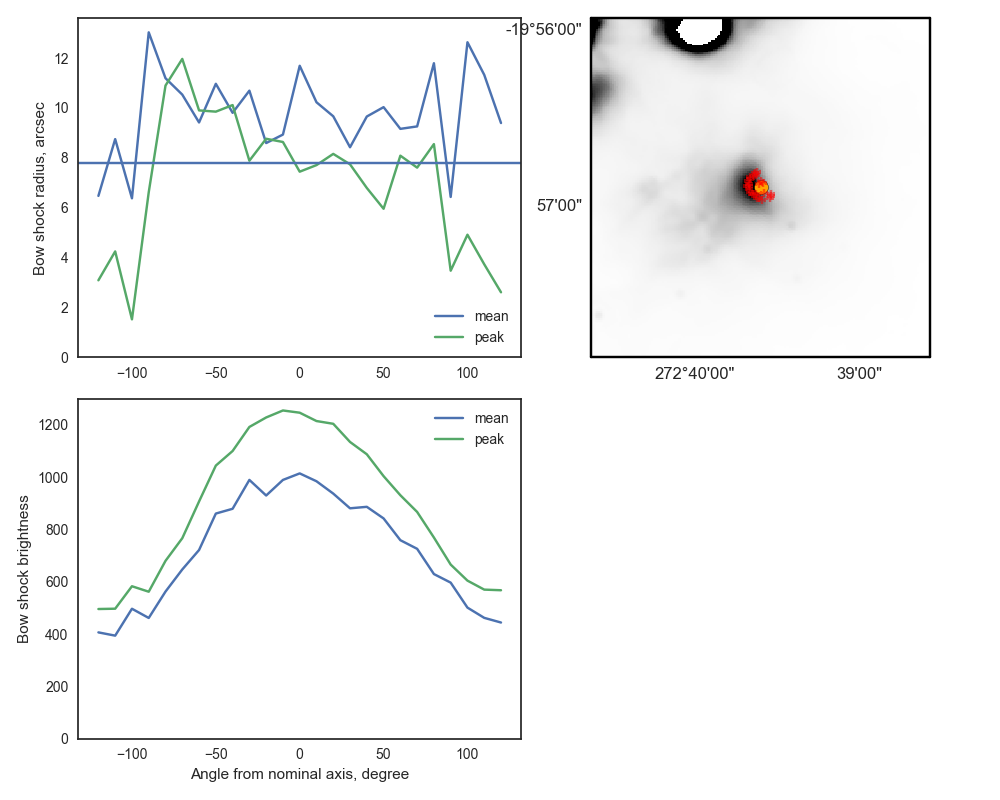 Bow shock radius, arcsec
12
10
8
6
4
2
0
−100 −50 0 50 100
mean
peak
-19°56'00"
57'00"
272°40'00" 39'00"
Bow shock brightness
1200
1000
800
600
400
200
0
−100 −50 0 50 100
mean
peak
Angle from nominal axis, degree